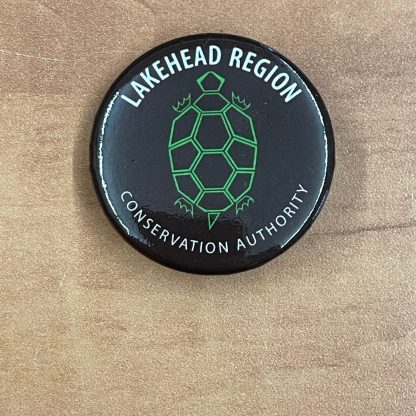 LAKEHEAD REGION
CONSERVATION AUTHORITY